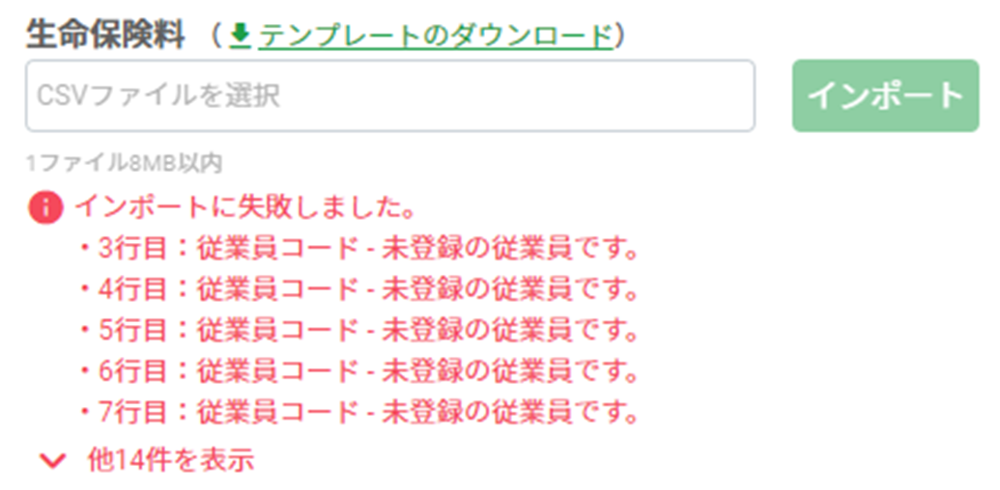 生命保険料 （テンプレートのダウンロード）
CSVファイルを選択
インポート
1ファイル8MB以内
インポートに失敗しました。
・3行目：従業員コード - 未登録の従業員です。
・4行目：従業員コード - 未登録の従業員です。
・5行目：従業員コード - 未登録の従業員です。
・6行目：従業員コード - 未登録の従業員です。
・7行目：従業員コード - 未登録の従業員です。
他14件を表示